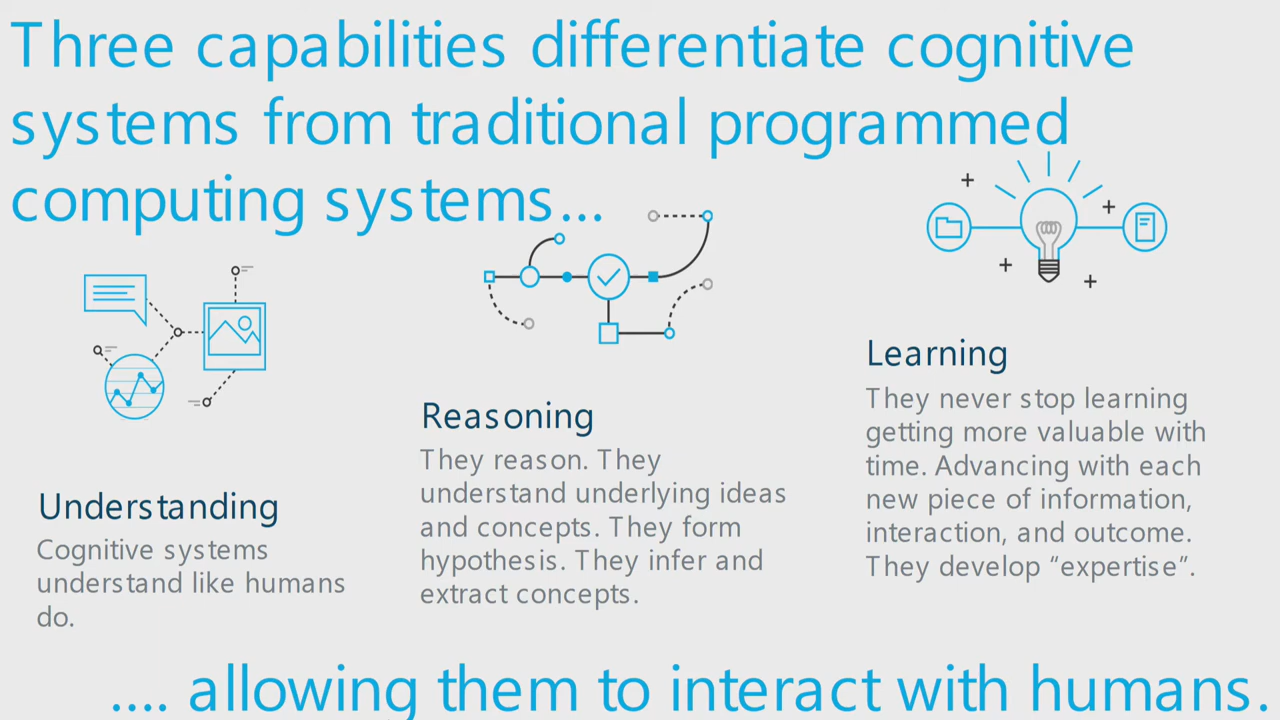 Three capabilities differentiate cognitive
systems from traditional programmed
computing systems...
Understanding
Cognitive systems
understand like humans
do.
Reasoning
They reason. They
understand underlying ideas
and concepts. They form
hypothesis. They infer and
extract concepts.
Learning
They never stop learning
getting more valuable with
time. Advancing with each
new piece of information,
interaction, and outcome.
They develop “expertise”.
.... allowing them to interact with humans.